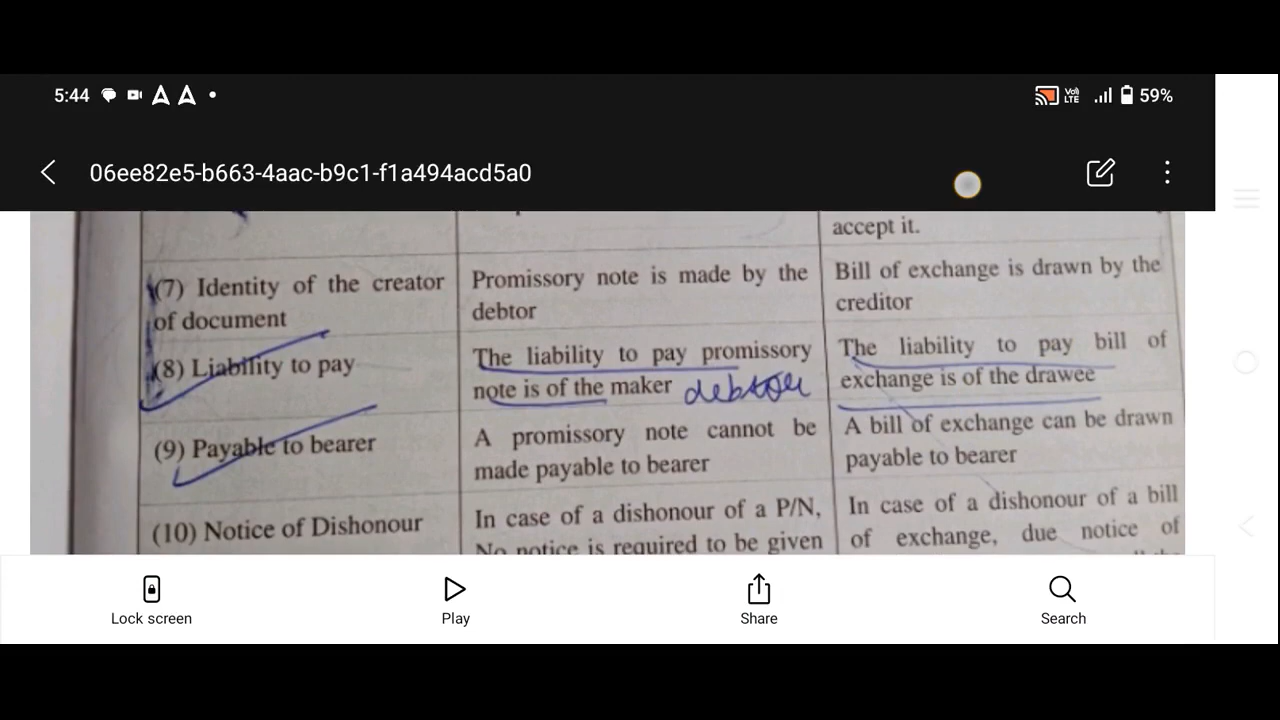 5:44
VoLTE
59%
06ee82e5-b663-4aac-b9c1-f1a494acd5a0
accept it.
(7) Identity of the creator
of document
Promissory note is made by the
debtor
Bill of exchange is drawn by the
creditor
(8) Liability to pay
The liability to pay promissory
note is of the maker debtor
The liability to pay bill of
exchange is of the drawee
(9) Payable to bearer
A promissory note cannot be
made payable to bearer
A bill of exchange can be drawn
payable to bearer
(10) Notice of Dishonour
In case of a dishonour of a P/N,
No notice is required to be given
In case of a dishonour of a bill
of exchange, due notice of
Lock screen
Play
Share
Search